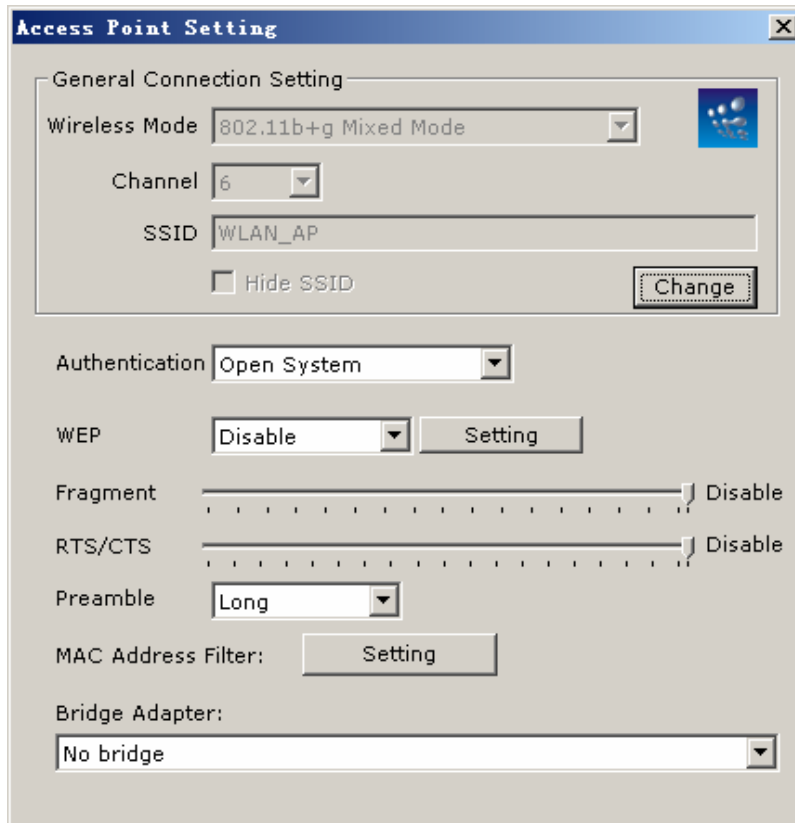 Access Point Setting
General Connection Setting
Wireless Mode 802.11b+g Mixed Mode
Channel 6
SSID WLAN_AP
Hide SSID Change
Authentication Open System
WEP Disable Setting
Fragment Disable
RTS/CTS Disable
Preamble Long
MAC Address Filter: Setting
Bridge Adapter:
No bridge